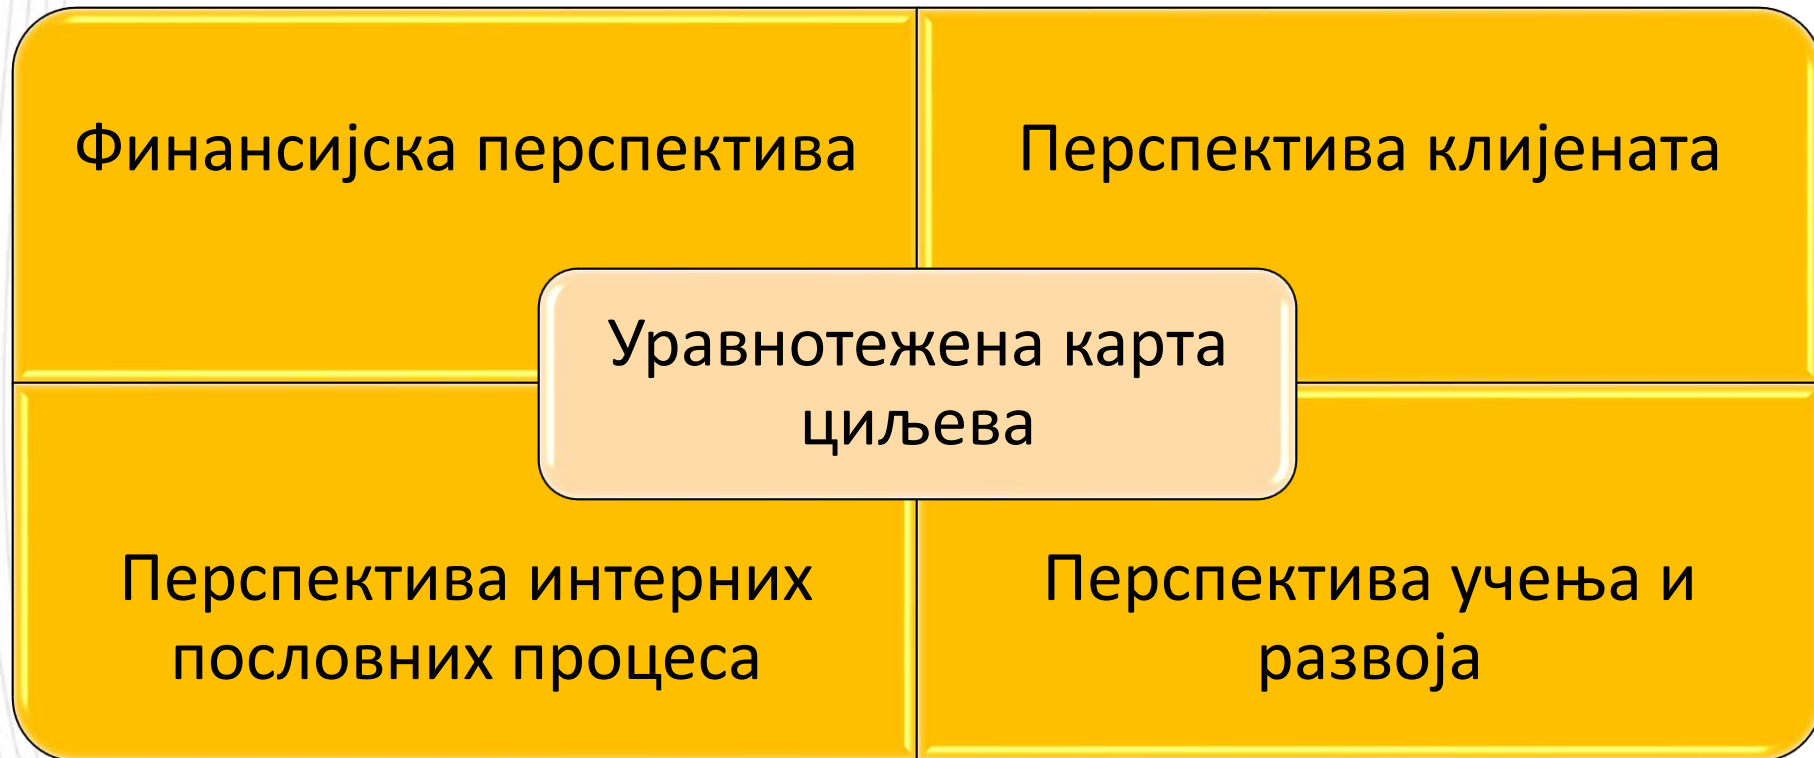 Финансијска перспектива
Перспектива клијената
Уравнотежена карта
циљева
Перспектива интерних
пословних процеса
Перспектива учења и
развоја